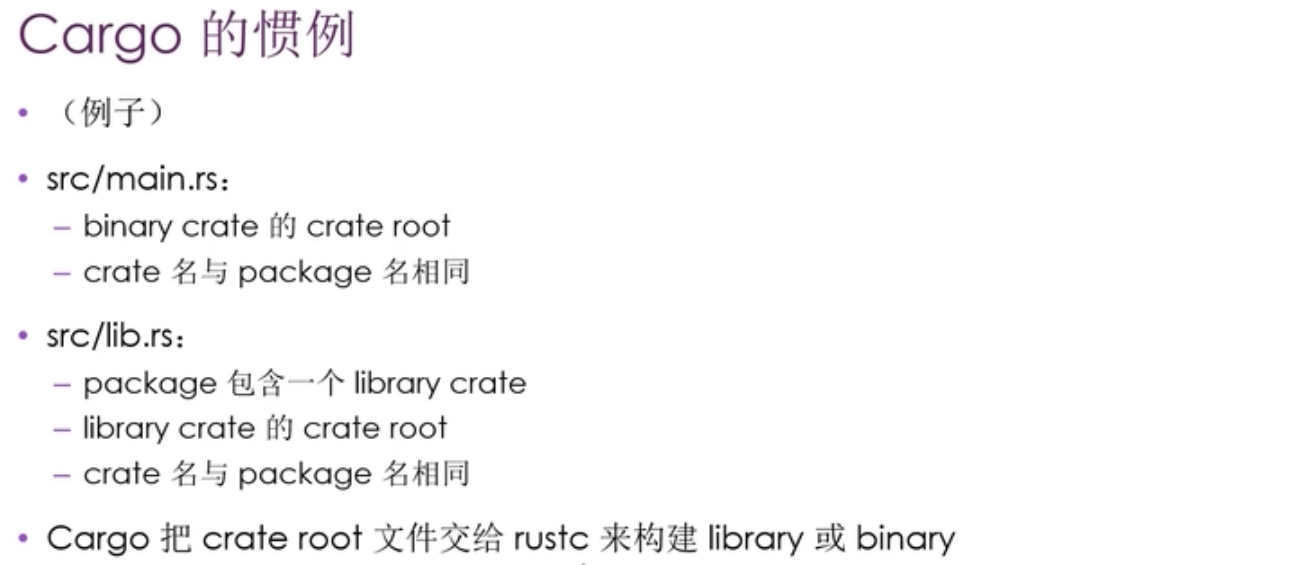 Cargo 的惯例
• （例子）
• src/main.rs：
– binary crate 的 crate root
– crate 名与 package 名相同
• src/lib.rs：
– package 包含一个 library crate
– library crate 的 crate root
– crate 名与 package 名相同
• Cargo 把 crate root 文件交给 rustc 来构建 library 或 binary